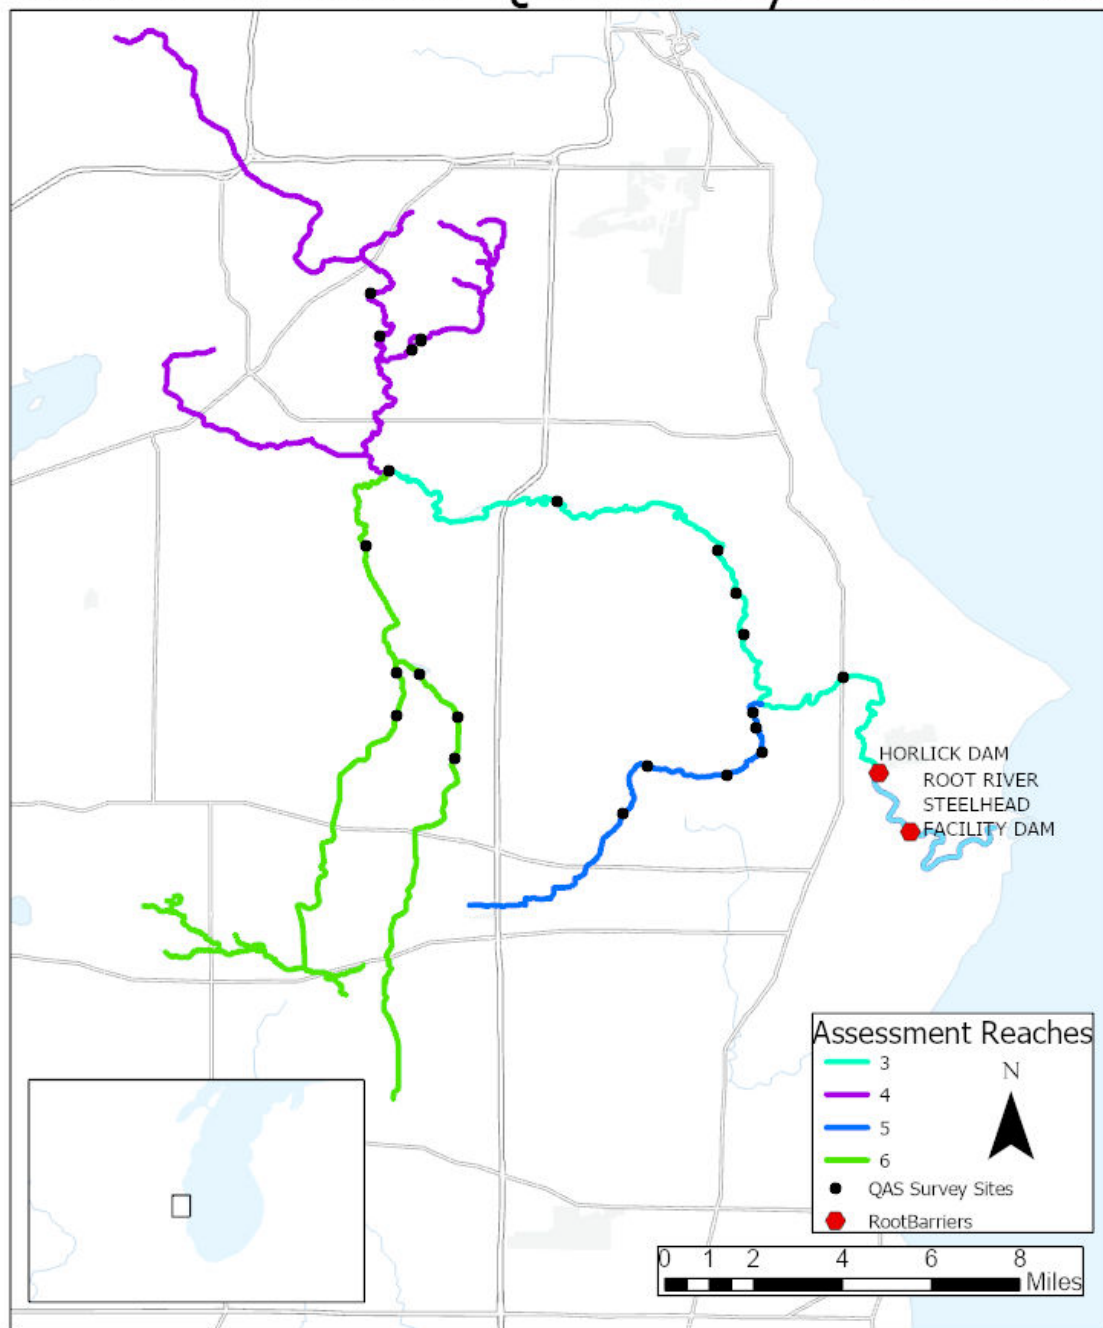 HORLICK DAM
ROOT RIVER
STEELHEAD
FACILITY DAM
Assessment Reaches
3
N
4
5
6
QAS Survey Sites
RootBarriers
0 1 2 4 6 8
Miles